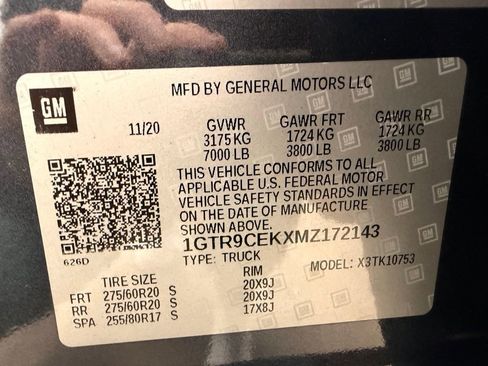 MFD BY GENERAL MOTORS LLC
GM
11/20 GVWR GAWR FRT GAWR RR
3175 KG 1724 KG 1724 KG
7000 LB 3800 LB 3800 LB
THIS VEHICLE CONFORMS TO ALL
APPLICABLE U.S. FEDERAL MOTOR
VEHICLE SAFETY STANDARDS IN EFFECT
ON THE DATE OF MANUFACTURE
SHOWN ABOVE.
1GTR9CEKXMZ172143
626D TYPE: TRUCK MODEL: X3TK10753
TIRE SIZE RIM
FRT 275/60R20 S 20X9J
RR 275/60R20 S 20X9J
SPA 255/80R17 S 17X8J